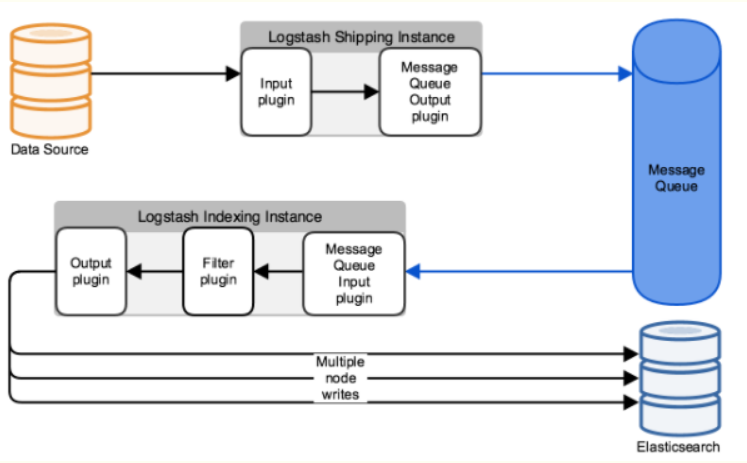 Logstash Shipping Instance
Input
plugin
Message
Queue
Output
plugin
Data Source
Message
Queue
Logstash Indexing Instance
Output
plugin
Filter
plugin
Message
Queue
Input
plugin
Multiple
node
writes
Elasticsearch